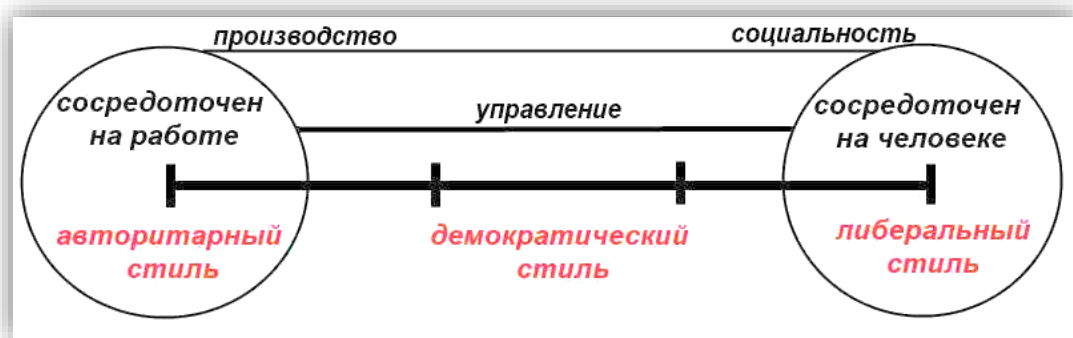 производство
социальность
сосредоточен
на работе
управление
сосредоточен
на человеке
авторитарный
стиль
демократический
стиль
либеральный
стиль